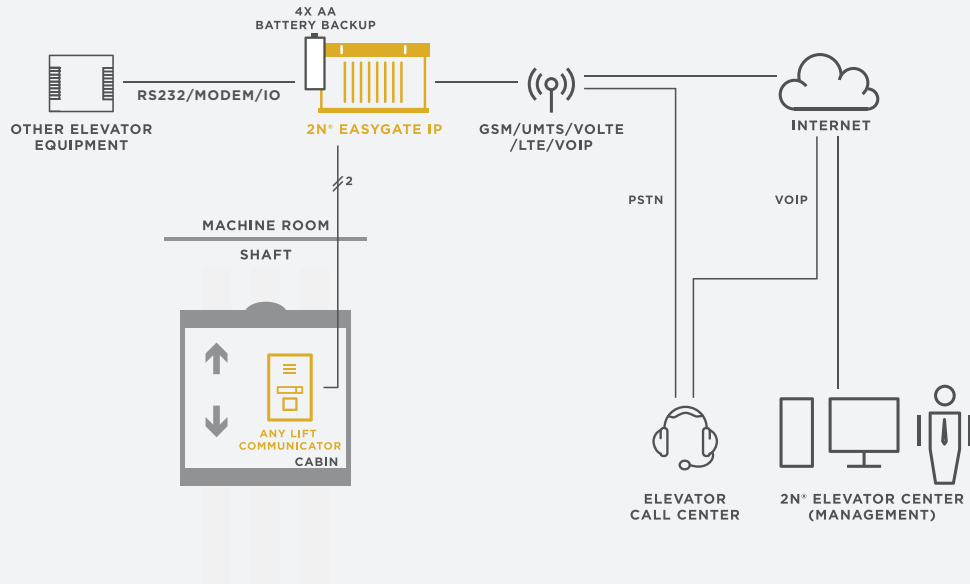 4X AA
BATTERY BACKUP
RS232/MODEM/IO
OTHER ELEVATOR
EQUIPMENT
2N® EASYGATE IP
GSM/UMTS/VOLTE
/LTE/VOIP
INTERNET
2
PSTN
VOIP
MACHINE ROOM
SHAFT
ANY LIFT
COMMUNICATOR
CABIN
ELEVATOR
CALL CENTER
2N® ELEVATOR CENTER
(MANAGEMENT)